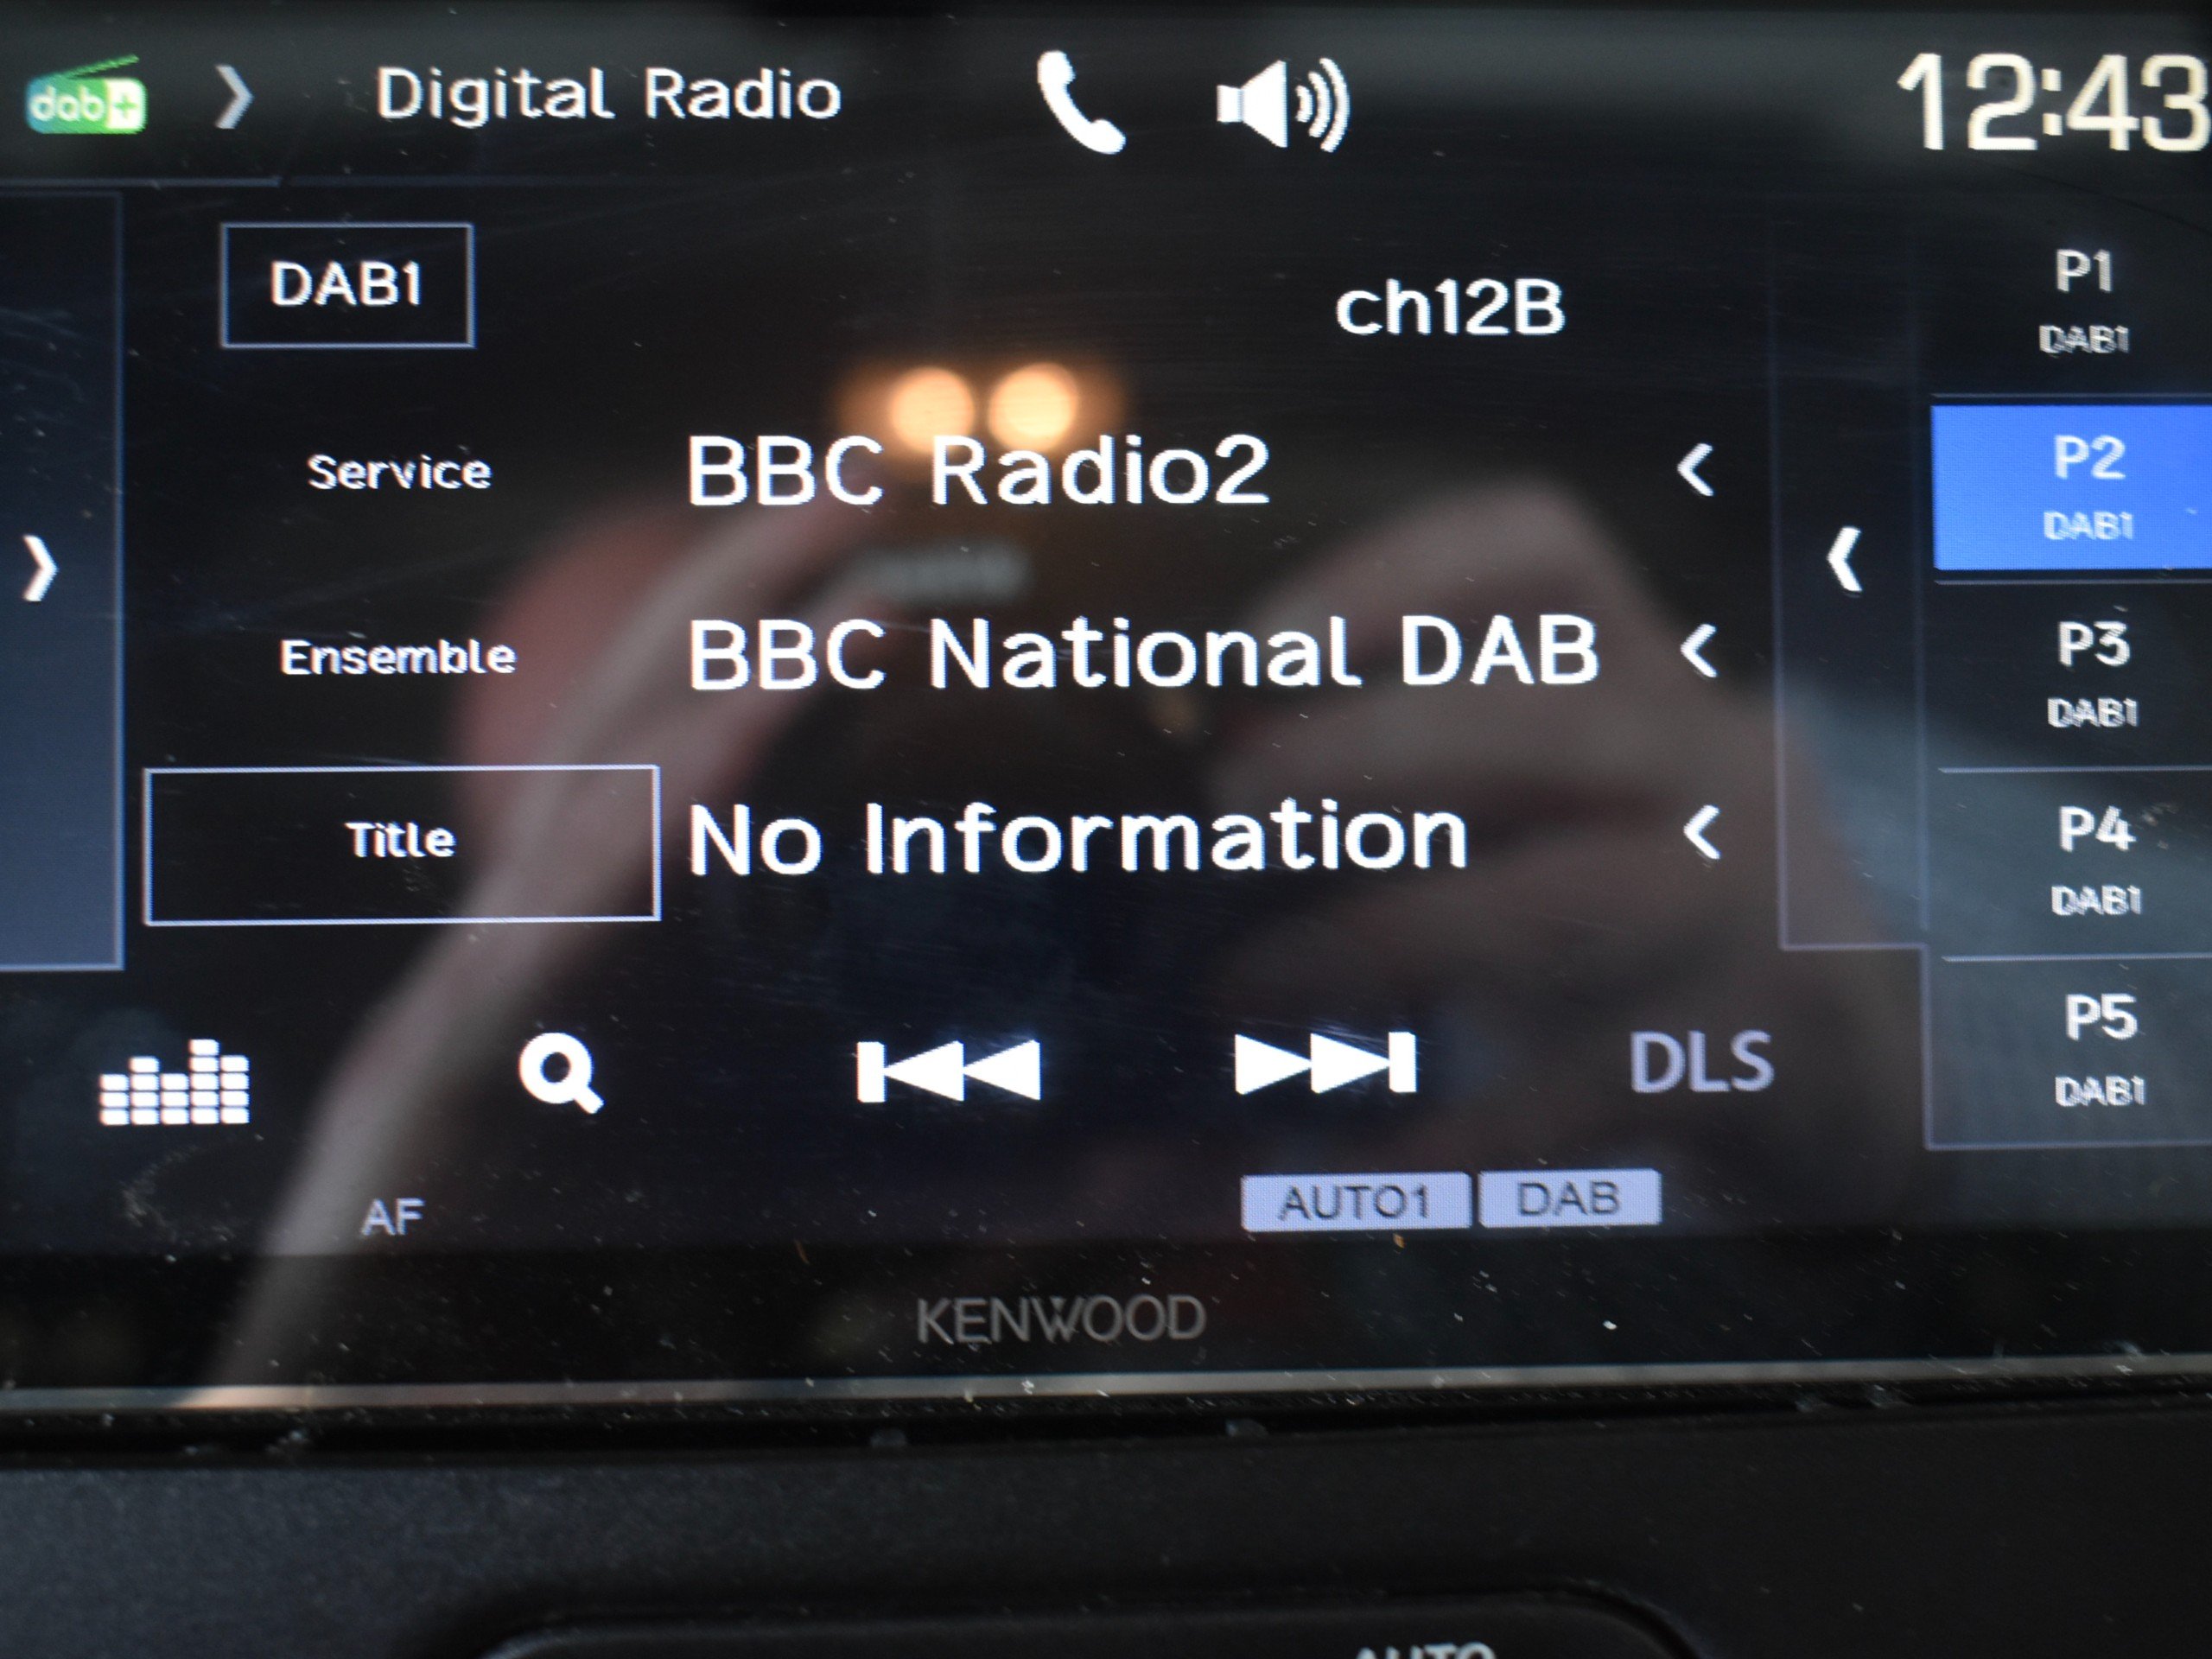 dab+ Digital Radio 12:43
DAB1
ch12B
Service BBC Radio2
Ensemble BBC National DAB
Title No Information
P1
DAB1
P2
DAB1
P3
DAB1
P4
DAB1
P5
DAB1
DLS
AF AUTO1 DAB
KENWOOD
AUTO